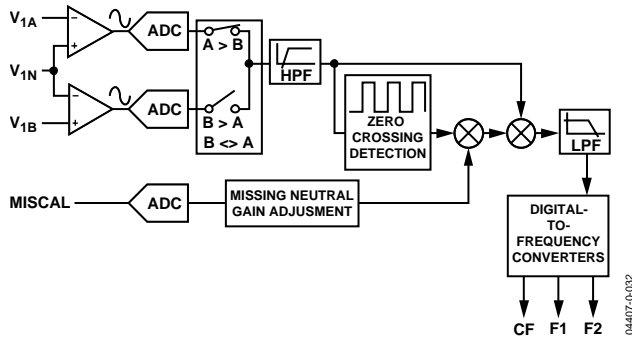 V1A
−
+
ADC
A > B
V1N
HPF
−
+
ADC
V1B
B > A
B <> A
ZERO
CROSSING
DETECTION
LPF
MISCAL
ADC
MISSING NEUTRAL
GAIN ADJUSMENT
DIGITAL-
TO-
FREQUENCY
CONVERTERS
CF F1 F2
04407-0-032